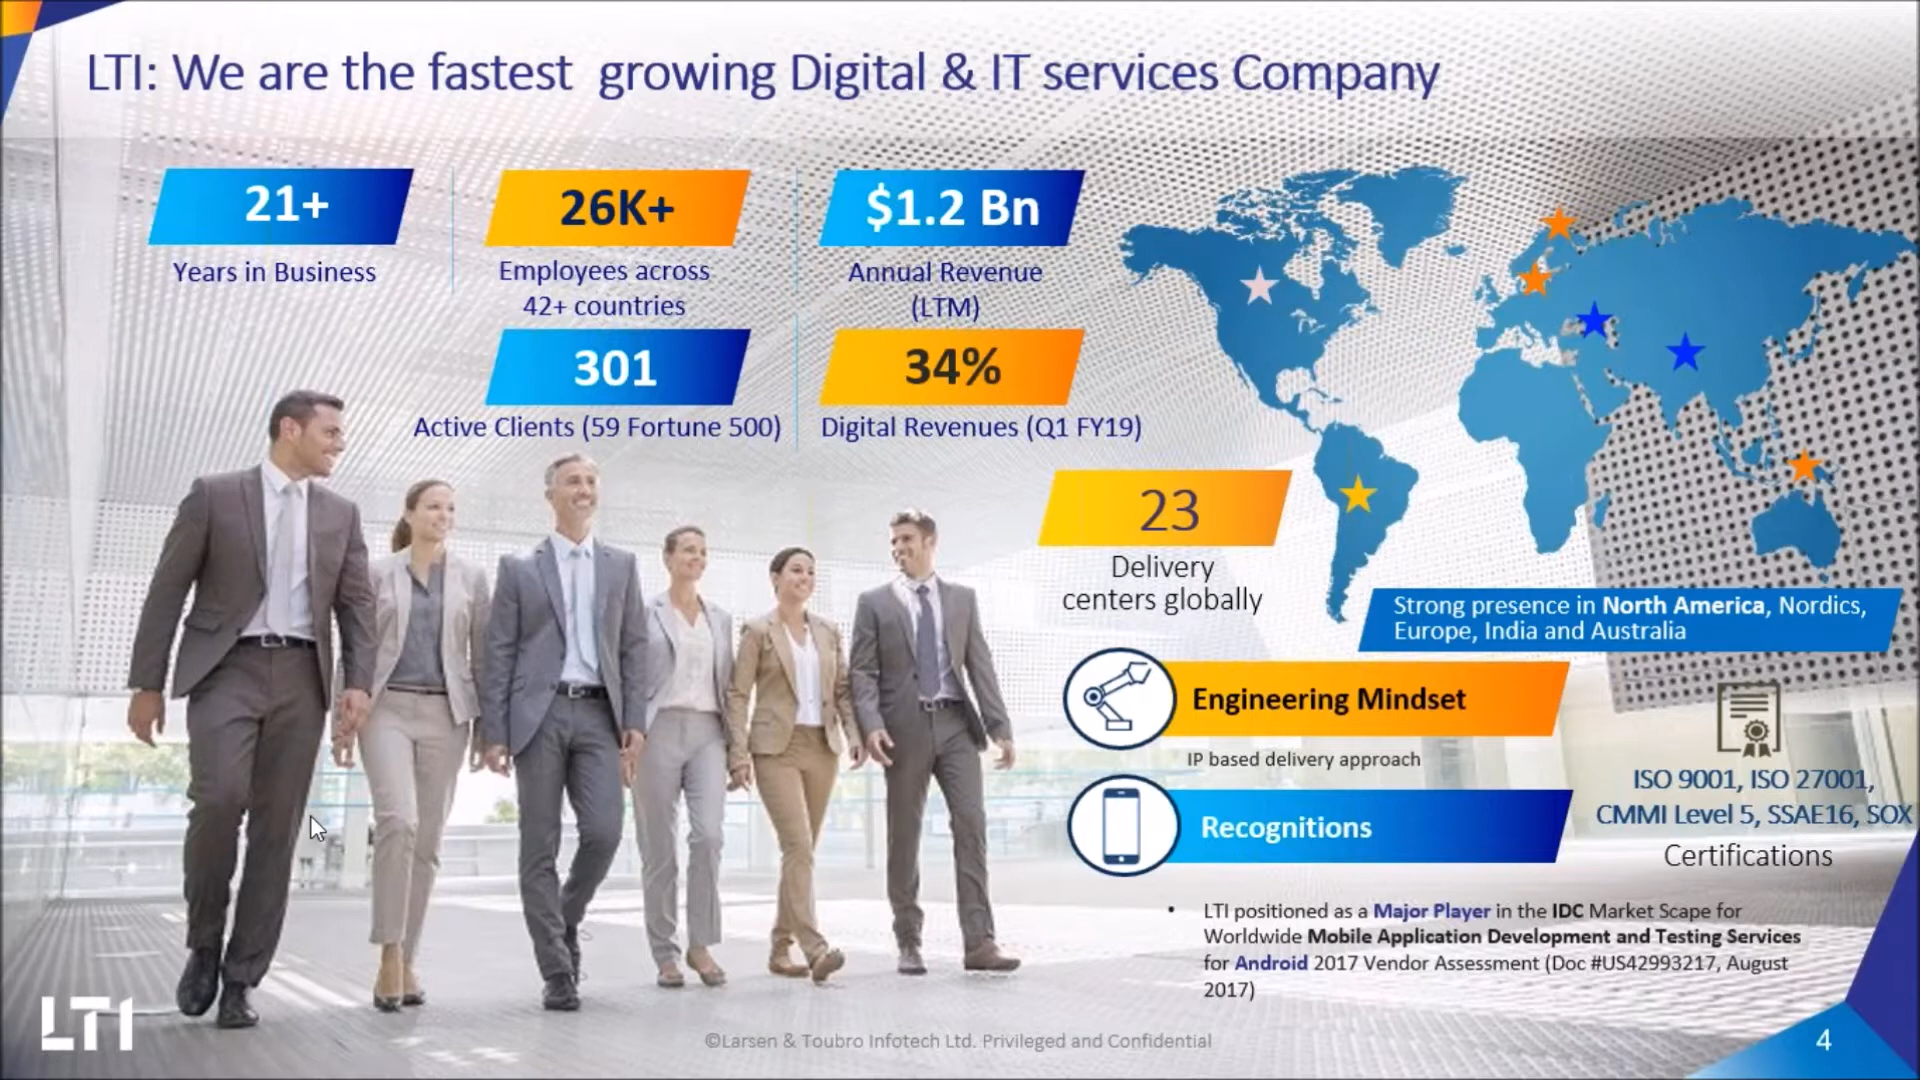 LTI: We are the fastest growing Digital & IT services Company
21+
Years in Business
26K+
Employees across
42+ countries
$1.2 Bn
Annual Revenue
(LTM)
301
Active Clients (59 Fortune 500)
34%
Digital Revenues (Q1 FY19)
23
Delivery
centers globally
Strong presence in North America, Nordics,
Europe, India and Australia
Engineering Mindset
IP based delivery approach
Recognitions
ISO 9001, ISO 27001,
CMMI Level 5, SSAE16, SOX
Certifications
• LTI positioned as a Major Player in the IDC Market Scape for
Worldwide Mobile Application Development and Testing Services
for Android 2017 Vendor Assessment (Doc #US42993217, August
2017)
LTI
©Larsen & Toubro Infotech Ltd. Privileged and Confidential
4